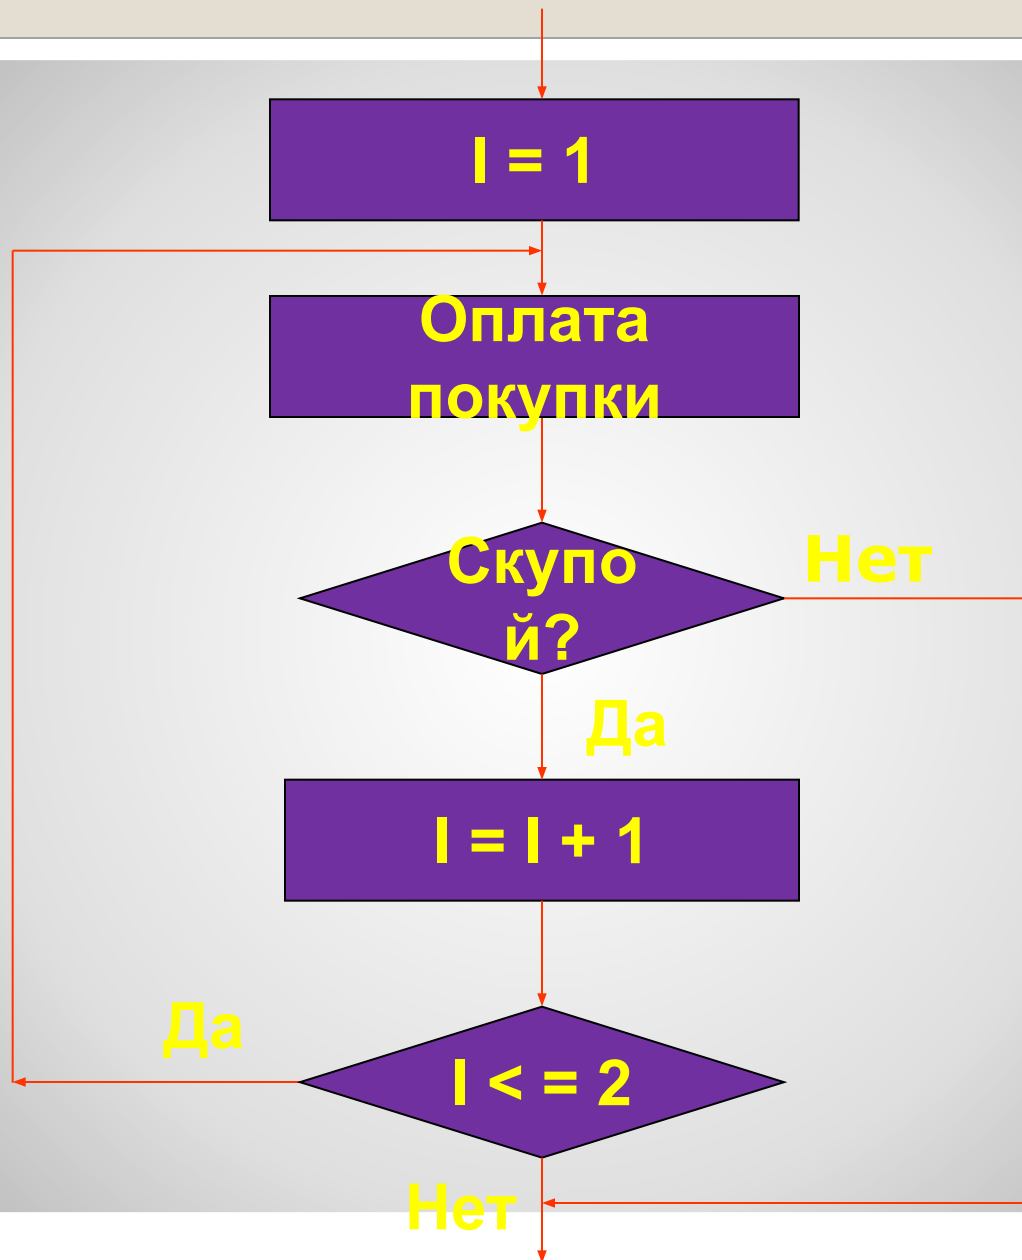 I = 1
Оплата
покупки
Скупо
й?
Нет
Да
I = I + 1
Да
I < = 2
Нет